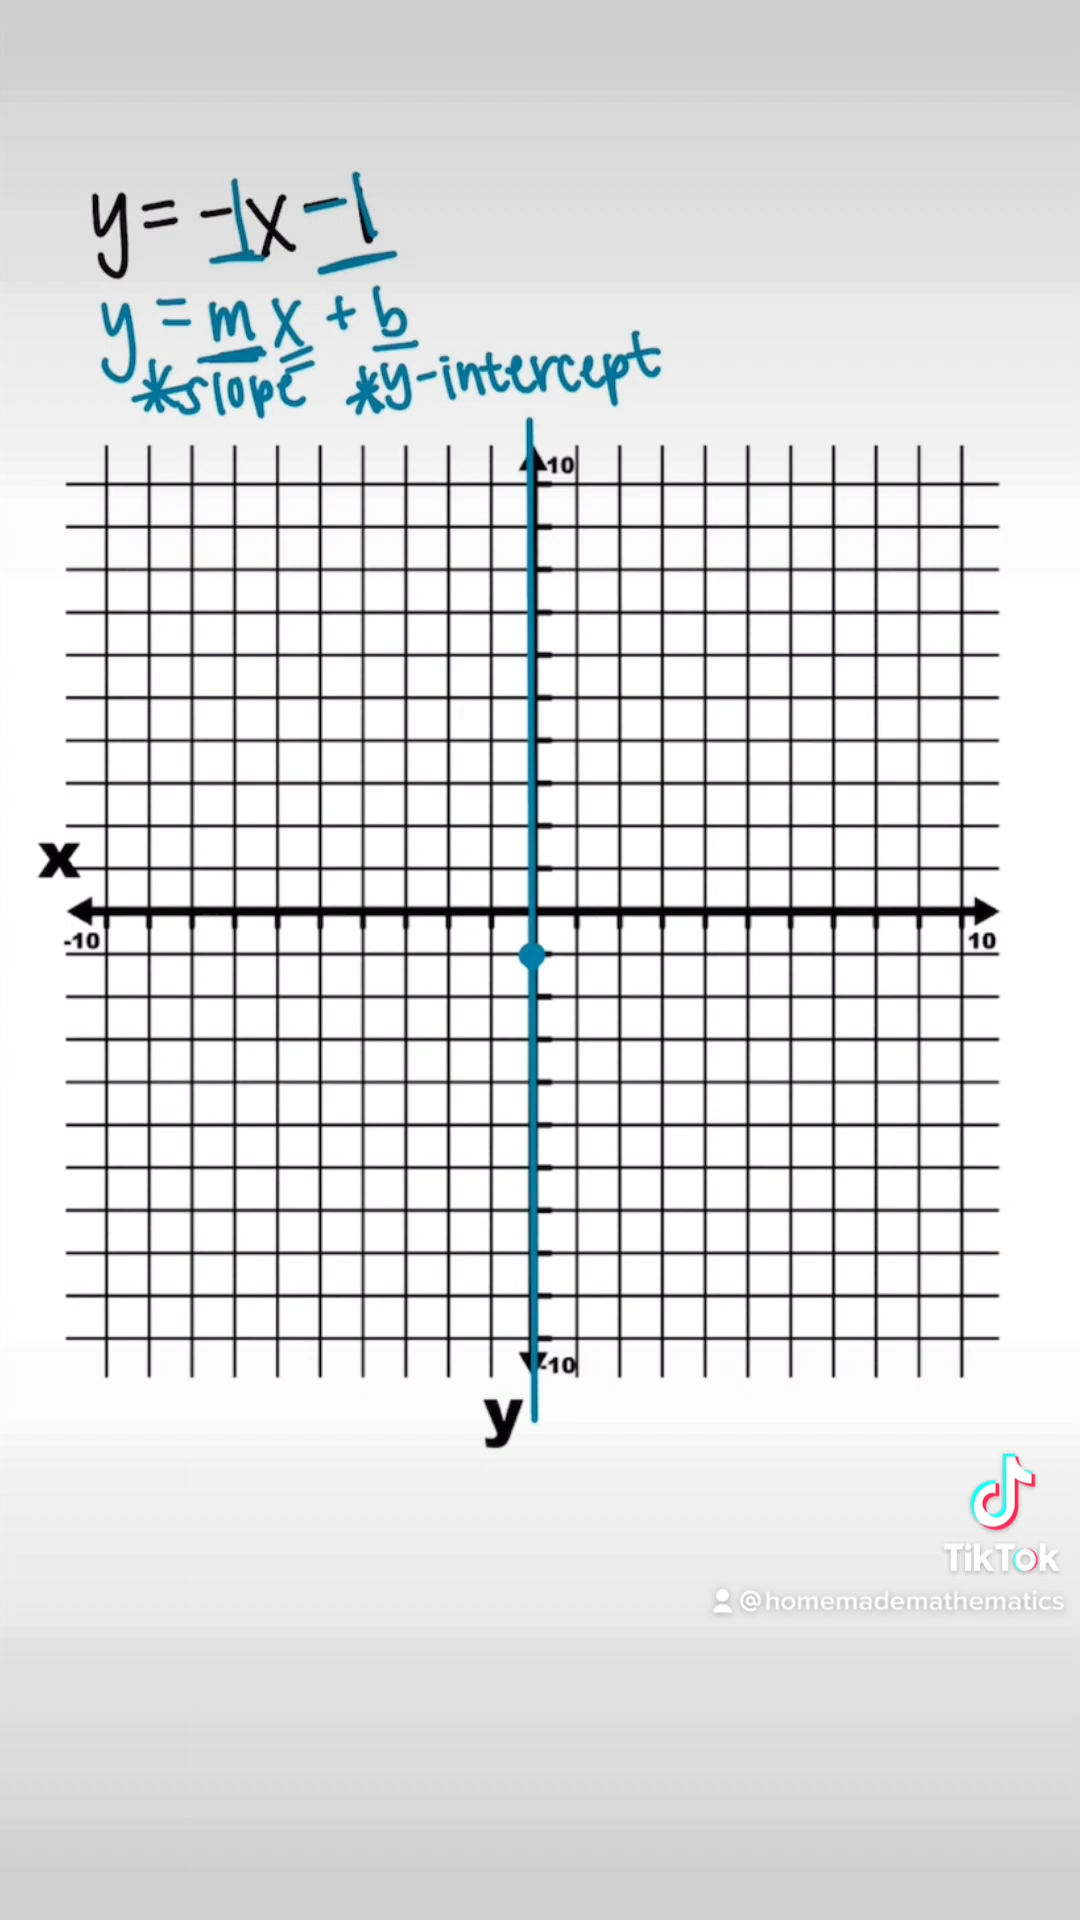 y = -1x - 1
y = mx + b
*slope *y-intercept
10
x
-10 10
-10
y
TikTok
@homemademathematics